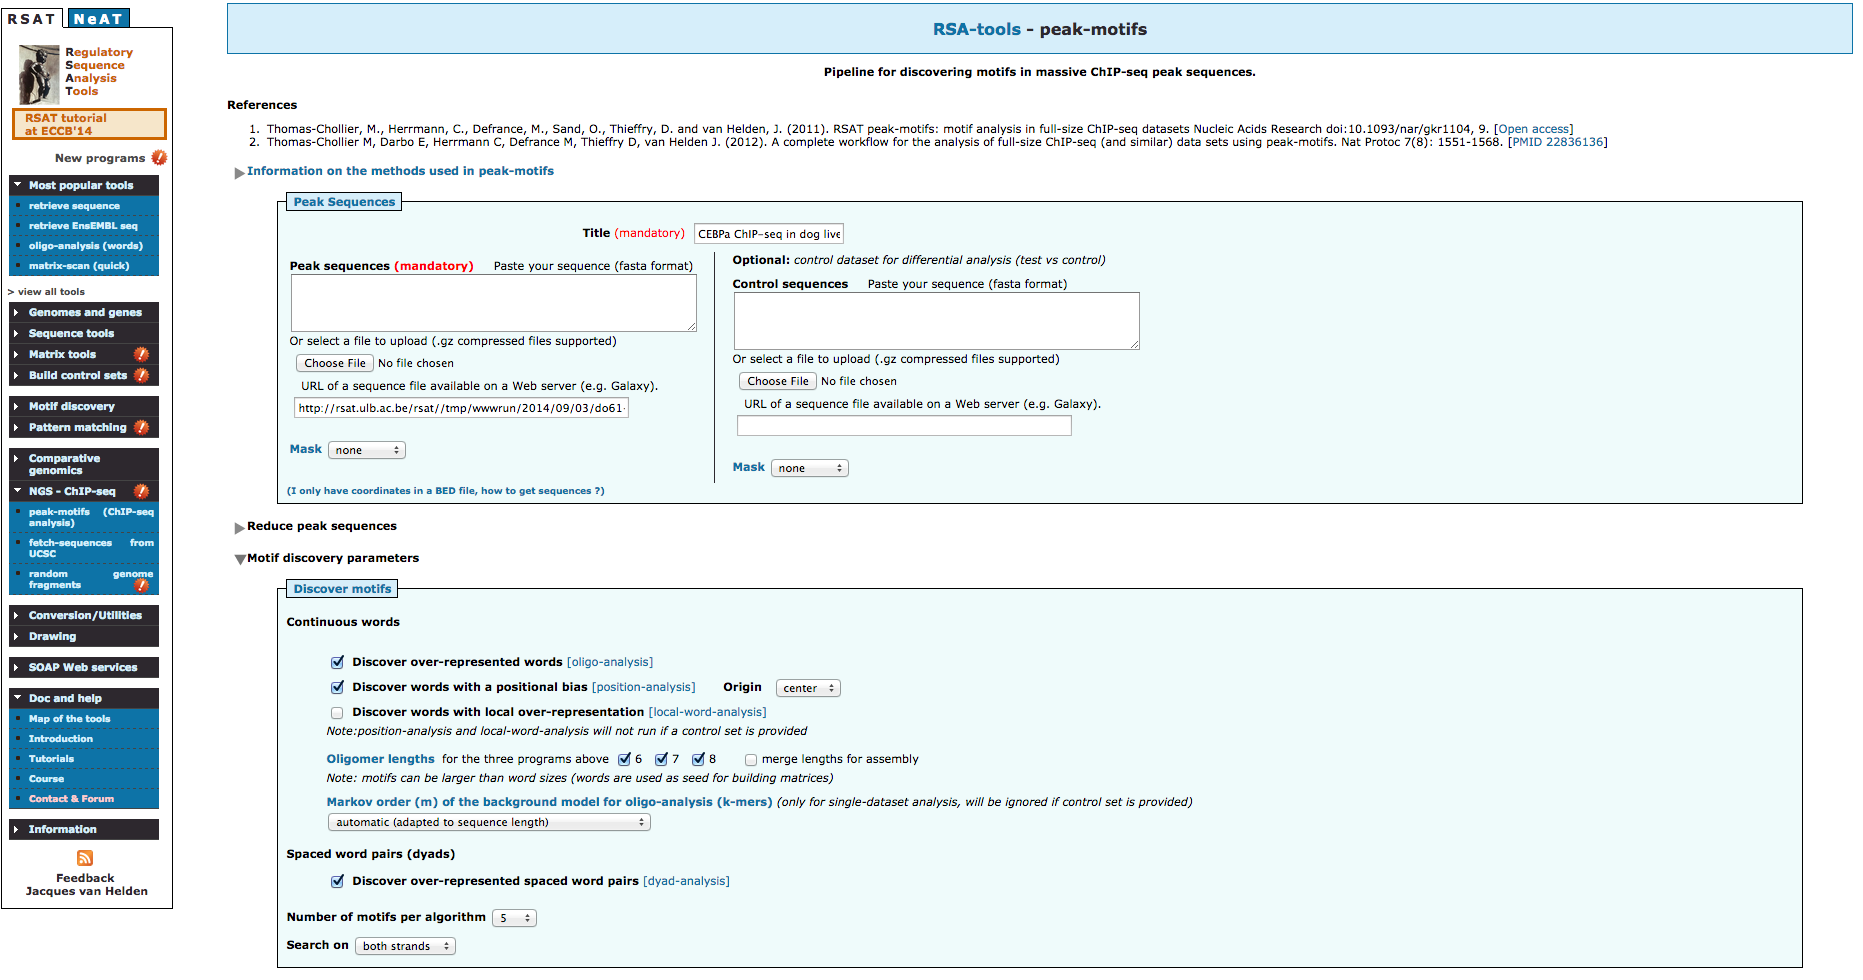 RSAT NeAT
Regulatory
Sequence
Analysis
Tools
RSAT tutorial
at ECCB'14
New programs
Most popular tools
retrieve sequence
retrieve EnsEMBL seq
oligo-analysis (words)
matrix-scan (quick)
> view all tools
Genomes and genes
Sequence tools
Matrix tools
Build control sets
Motif discovery
Pattern matching
Comparative
genomics
NGS - ChIP-seq
peak-motifs (ChIP-seq
analysis)
fetch-sequences from
UCSC
random genome
fragments
Conversion/Utilities
Drawing
SOAP Web services
Doc and help
Map of the tools
Introduction
Tutorials
Course
Contact & Forum
Information
Feedback
Jacques van Helden
RSA-tools - peak-motifs
Pipeline for discovering motifs in massive ChIP-seq peak sequences.
References
1. Thomas-Chollier, M., Herrmann, C., Defrance, M., Sand, O., Thieffry, D. and van Helden, J. (2011). RSAT peak-motifs: motif analysis in full-size ChIP-seq datasets Nucleic Acids Research doi:10.1093/nar/gkr1104, 9. [Open access]
2. Thomas-Chollier M, Darbo E, Herrmann C, Defrance M, Thieffry D, van Helden J. (2012). A complete workflow for the analysis of full-size ChIP-seq (and similar) data sets using peak-motifs. Nat Protoc 7(8): 1551-1568. [PMID 22836136]
Information on the methods used in peak-motifs
Peak Sequences
Title (mandatory) CEBPa ChIP-seq in dog live
Peak sequences (mandatory) Paste your sequence (fasta format)
Or select a file to upload (.gz compressed files supported)
Choose File No file chosen
URL of a sequence file available on a Web server (e.g. Galaxy).
http://rsat.ulb.ac.be/rsat//tmp/wwwrun/2014/09/03/do61
Mask none
(I only have coordinates in a BED file, how to get sequences ?)
Optional: control dataset for differential analysis (test vs control)
Control sequences Paste your sequence (fasta format)
Or select a file to upload (.gz compressed files supported)
Choose File No file chosen
URL of a sequence file available on a Web server (e.g. Galaxy).
Mask none
Reduce peak sequences
Motif discovery parameters
Discover motifs
Continuous words
Discover over-represented words [oligo-analysis]
Discover words with a positional bias [position-analysis] Origin center
Discover words with local over-representation [local-word-analysis]
Note:position-analysis and local-word-analysis will not run if a control set is provided
Oligomer lengths for the three programs above 6 7 8 merge lengths for assembly
Note: motifs can be larger than word sizes (words are used as seed for building matrices)
Markov order (m) of the background model for oligo-analysis (k-mers) (only for single-dataset analysis, will be ignored if control set is provided)
automatic (adapted to sequence length)
Spaced word pairs (dyads)
Discover over-represented spaced word pairs [dyad-analysis]
Number of motifs per algorithm 5
Search on both strands